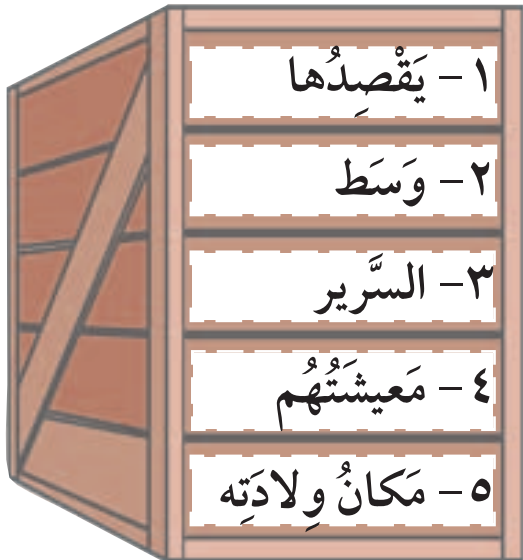 ١ - يَقْصِدُها
٢ - وَسَط
٣ - السَّرير
٤ - مَعيشَتُهُم
٥ - مَكانُ وِلادَتِه